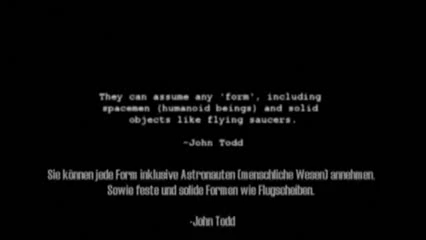 They can assume any 'form', including
spacemen (humanoid beings) and solid
objects like flying saucers.
-John Todd
Sie können jede Form inklusive Astronauten (menschliche Wesen) annehmen.
Sowie feste und solide Formen wie Flugscheiben.
-John Todd